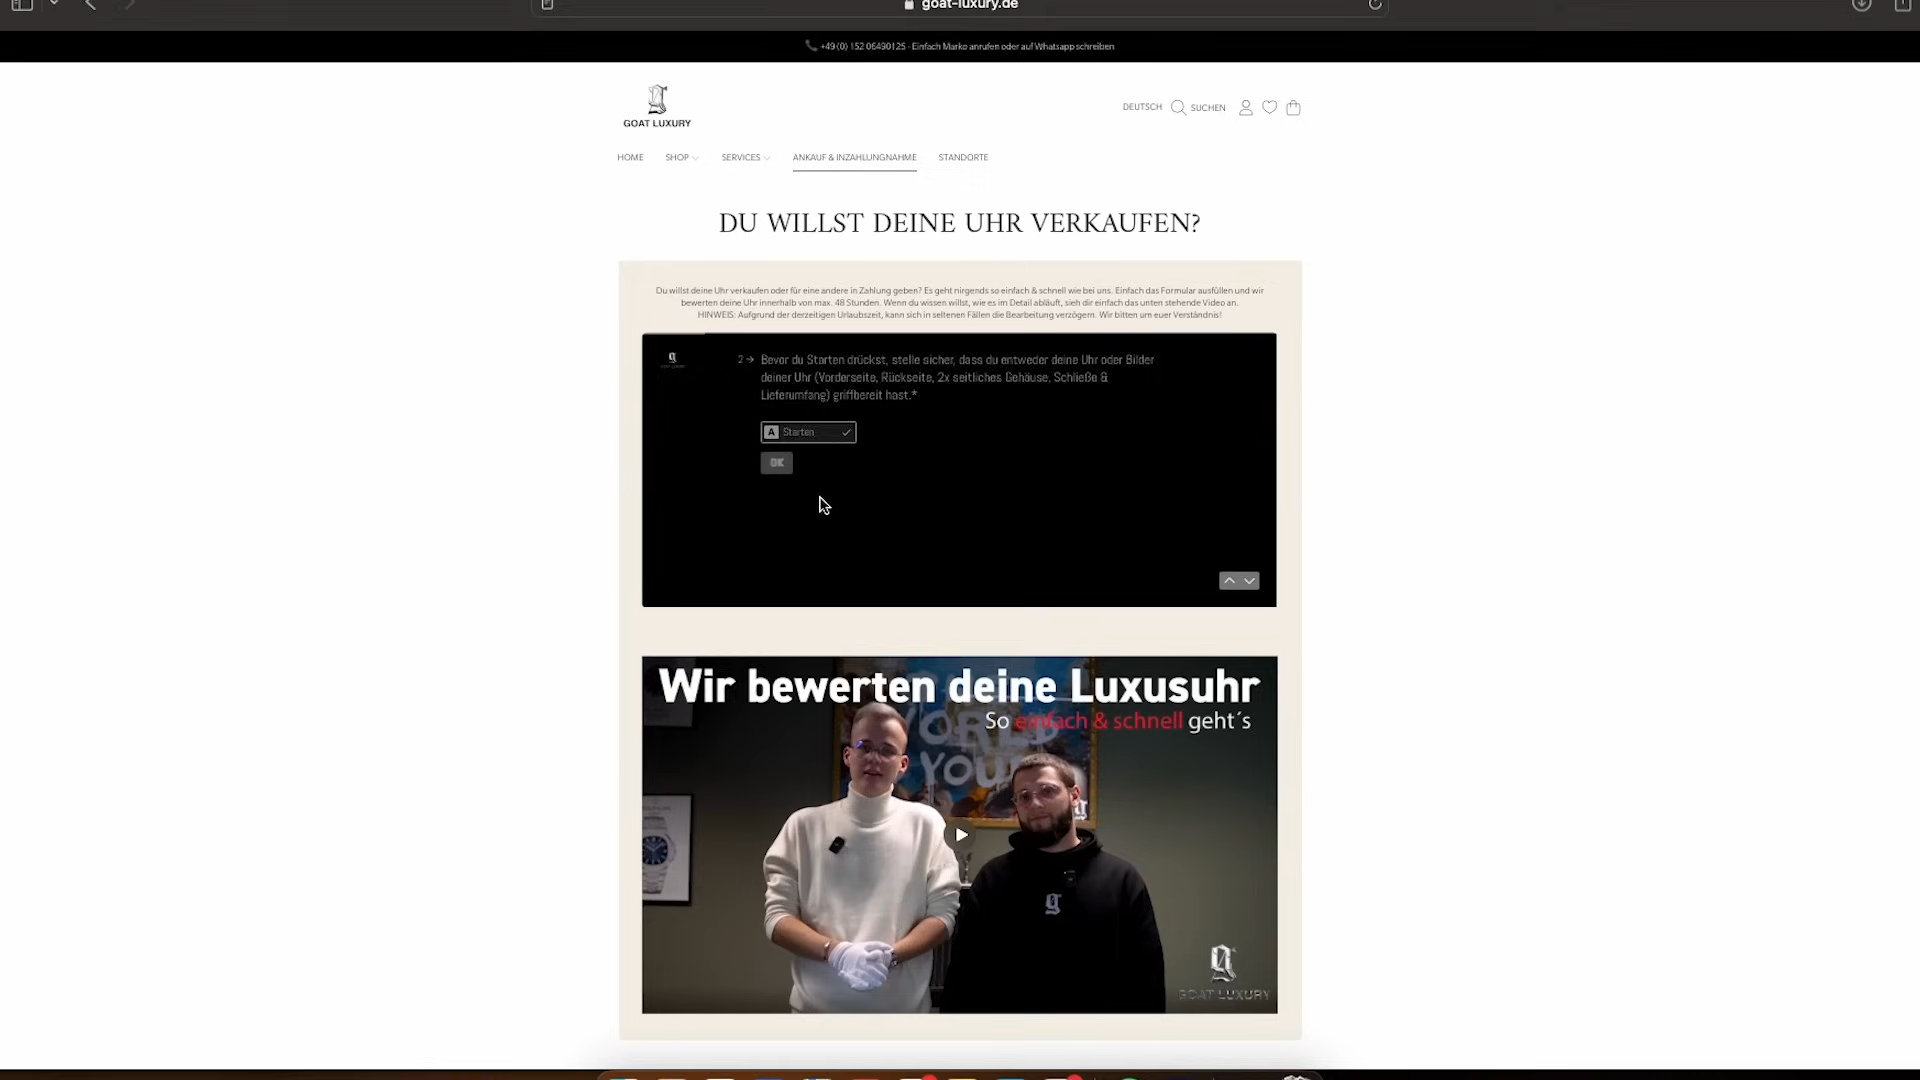 goat-luxury.de
+49 (0) 152 06490125 - Einfach Marko anrufen oder auf Whatsapp schreiben
GOAT LUXURY
DEUTSCH SUCHEN
HOME SHOP SERVICES ANKAUF & INZAHLUNGNAHME STANDORTE
DU WILLST DEINE UHR VERKAUFEN?
Du willst deine Uhr verkaufen oder für eine andere in Zahlung geben? Es geht nirgends so einfach & schnell wie bei uns. Einfach das Formular ausfüllen und wir
bewerten deine Uhr innerhalb von max. 48 Stunden. Wenn du wissen willst, wie es im Detail abläuft, sieh dir einfach das unten stehende Video an.
HINWEIS: Aufgrund der derzeitigen Urlaubszeit, kann sich in seltenen Fällen die Bearbeitung verzögern. Wir bitten um euer Verständnis!
2 → Bevor du Starten drückst, stelle sicher, dass du entweder deine Uhr oder Bilder
deiner Uhr (Vorderseite, Rückseite, 2x seitliches Gehäuse, Schließe &
Lieferumfang) griffbereit hast.*
A Starten
OK
Wir bewerten deine Luxusuhr
So einfach & schnell geht´s
GOAT LUXURY